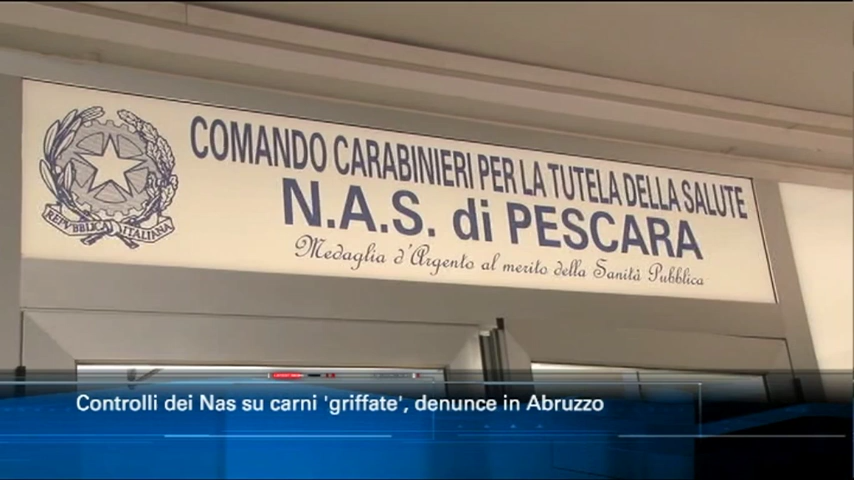 COMANDO CARABINIERI PER LA TUTELA DELLA SALUTE
N.A.S. di PESCARA
Medaglia d'Argento al merito della Sanità Pubblica
REPVBBLICA ITALIANA
Controlli dei Nas su carni 'griffate', denunce in Abruzzo